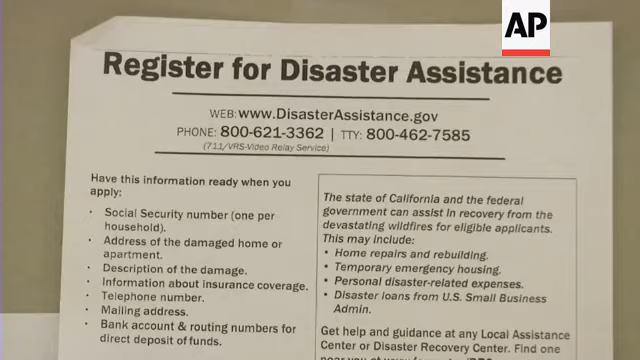 AP
Register for Disaster Assistance
WEB: www.DisasterAssistance.gov
PHONE: 800-621-3362 | TTY: 800-462-7585
(711/VRS-Video Relay Service)
Have this information ready when you
apply:
· Social Security number (one per
household).
· Address of the damaged home or
apartment.
· Description of the damage.
· Information about insurance coverage.
· Telephone number.
· Mailing address.
· Bank account & routing numbers for
direct deposit of funds.
The state of California and the federal
government can assist in recovery from the
devastating wildfires for eligible applicants.
This may include:
• Home repairs and rebuilding.
• Temporary emergency housing.
• Personal disaster-related expenses.
• Disaster loans from U.S. Small Business
Admin.
Get help and guidance at any Local Assistance
Center or Disaster Recovery Center. Find one